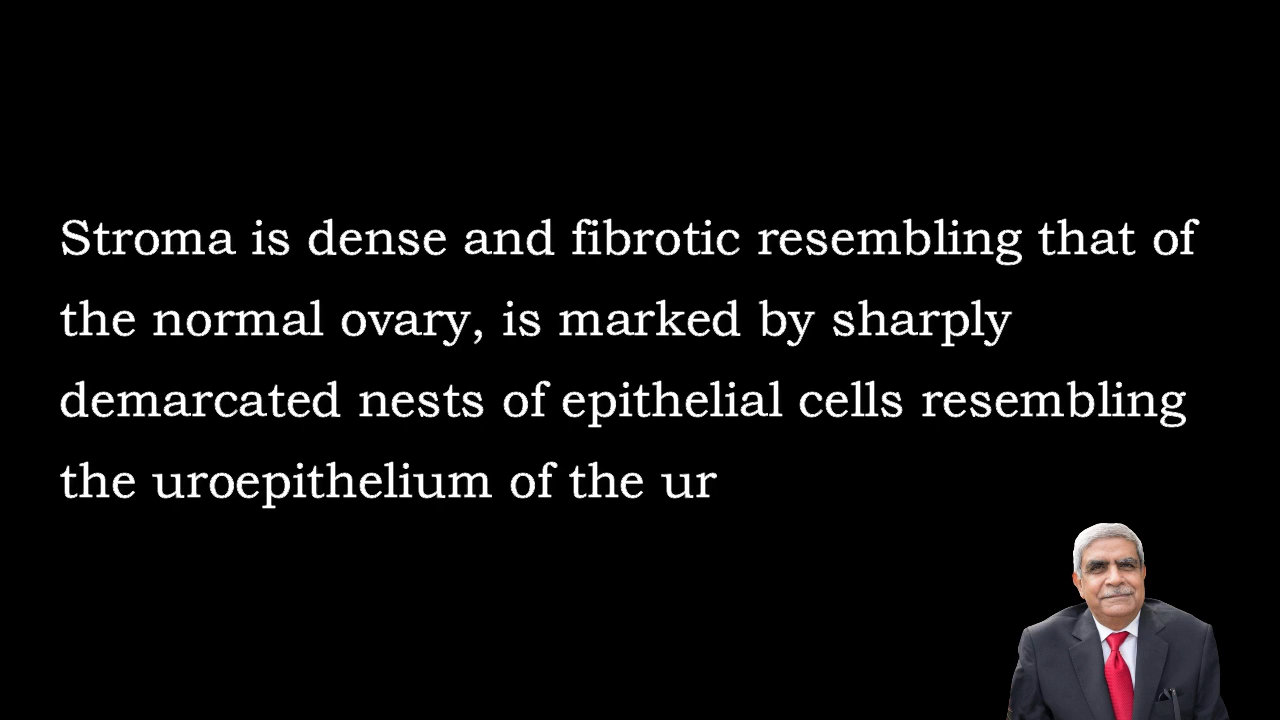 Stroma is dense and fibrotic resembling that of
the normal ovary, is marked by sharply
demarcated nests of epithelial cells resembling
the uroepithelium of the ur